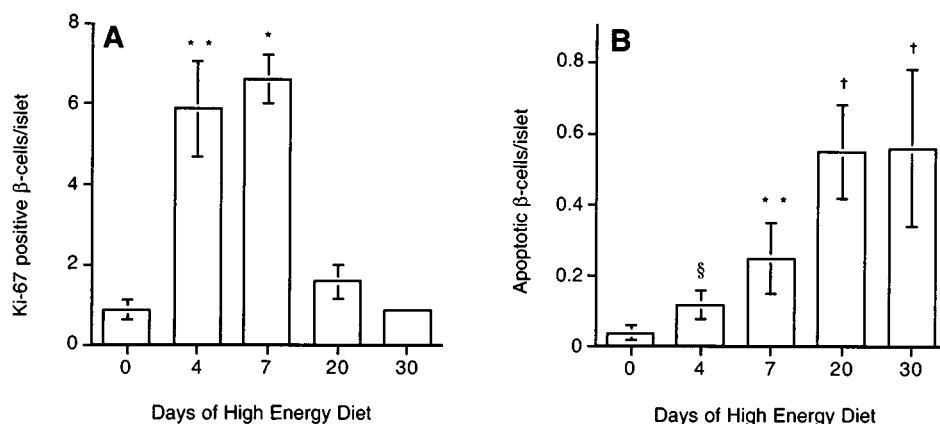 A
Ki-67 positive β-cells/islet
8
6
4
2
0
* *
*
0 4 7 20 30
Days of High Energy Diet
B
Apoptotic β-cells/islet
0.8
0.6
0.4
0.2
0
§
* *
†
†
0 4 7 20 30
Days of High Energy Diet